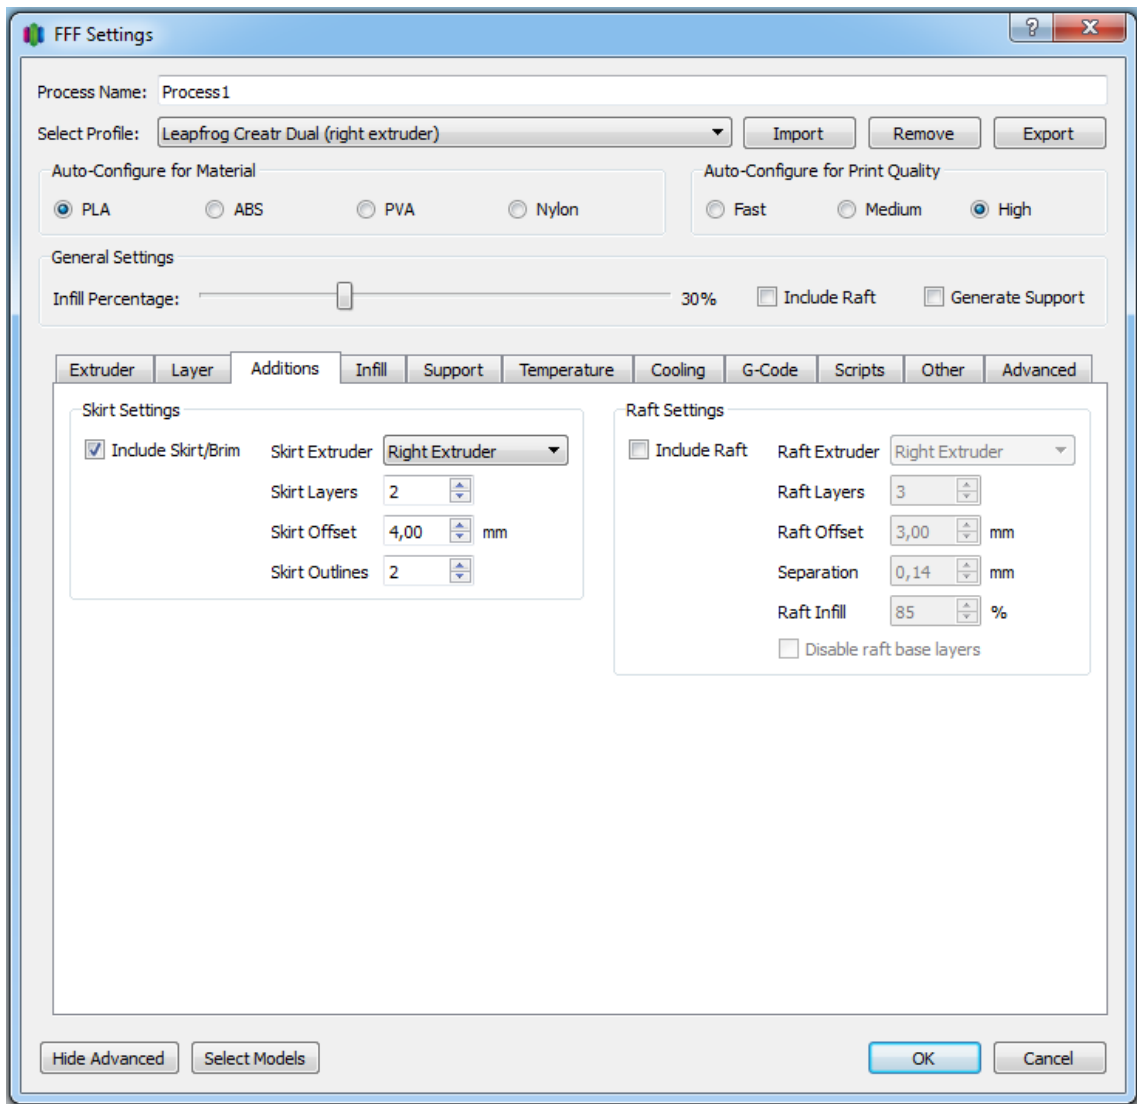 FFF Settings
Process Name: Process1
Select Profile: Leapfrog Creatr Dual (right extruder) Import Remove Export
Auto-Configure for Material Auto-Configure for Print Quality
PLA ABS PVA Nylon Fast Medium High
General Settings
Infill Percentage: 30% Include Raft Generate Support
Extruder Layer Additions Infill Support Temperature Cooling G-Code Scripts Other Advanced
Skirt Settings Raft Settings
Include Skirt/Brim Skirt Extruder Right Extruder Include Raft Raft Extruder Right Extruder
Skirt Layers 2 Raft Layers 3
Skirt Offset 4,00 mm Raft Offset 3,00 mm
Skirt Outlines 2 Separation 0,14 mm
Raft Infill 85 %
Disable raft base layers
Hide Advanced Select Models OK Cancel